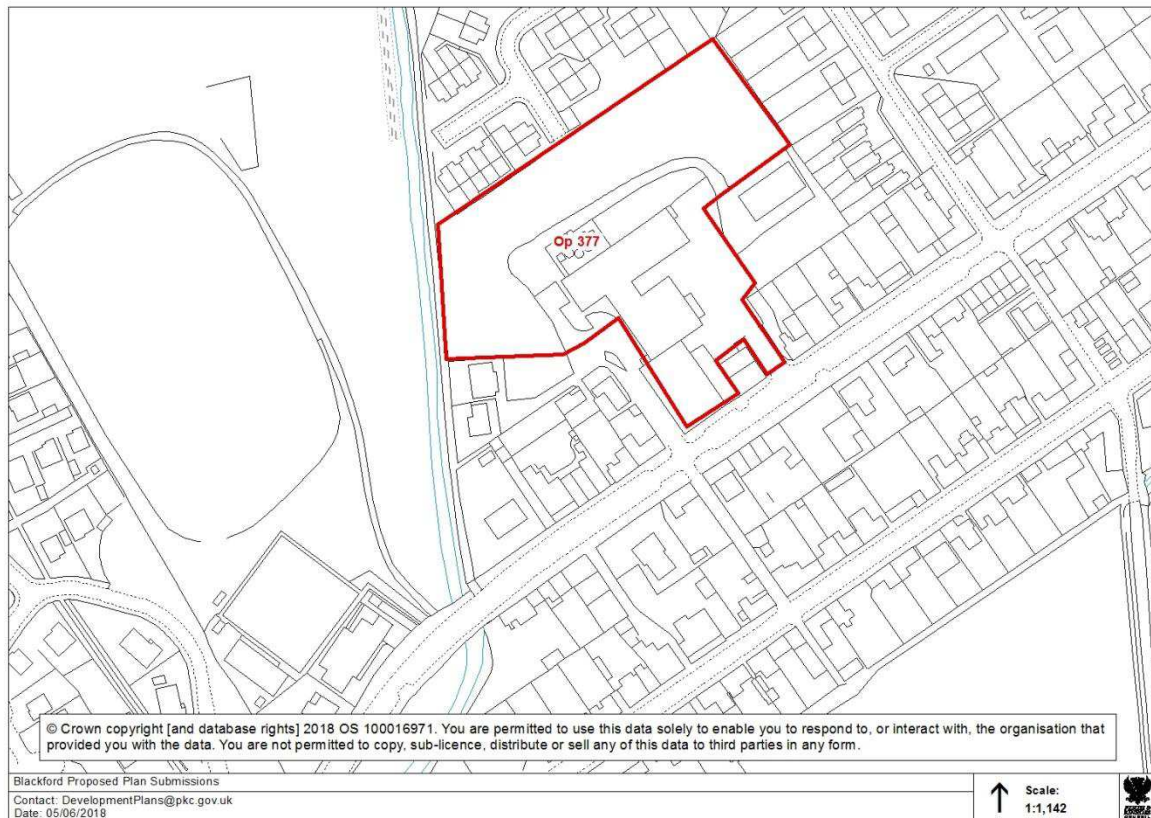 Op 377
© Crown copyright [and database rights] 2018 OS 100016971. You are permitted to use this data solely to enable you to respond to, or interact with, the organisation that
provided you with the data. You are not permitted to copy, sub-licence, distribute or sell any of this data to third parties in any form.
Blackford Proposed Plan Submissions
Contact: DevelopmentPlans@pkc.gov.uk
Date: 05/06/2018
Scale:
1:1,142